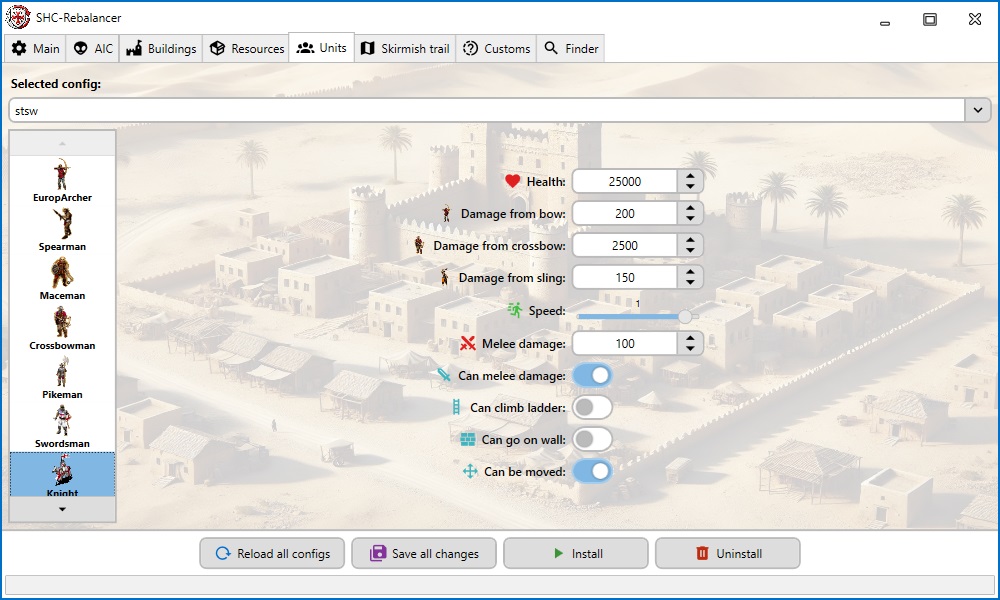 SHC-Rebalancer
Main AIC Buildings Resources Units Skirmish trail Customs Finder
Selected config:
stsw
EuropArcher
Spearman
Maceman
Crossbowman
Pikeman
Swordsman
Knight
Health: 25000
Damage from bow: 200
Damage from crossbow: 2500
Damage from sling: 150
1
Speed:
Melee damage: 100
Can melee damage:
Can climb ladder:
Can go on wall:
Can be moved:
Reload all configs Save all changes Install Uninstall